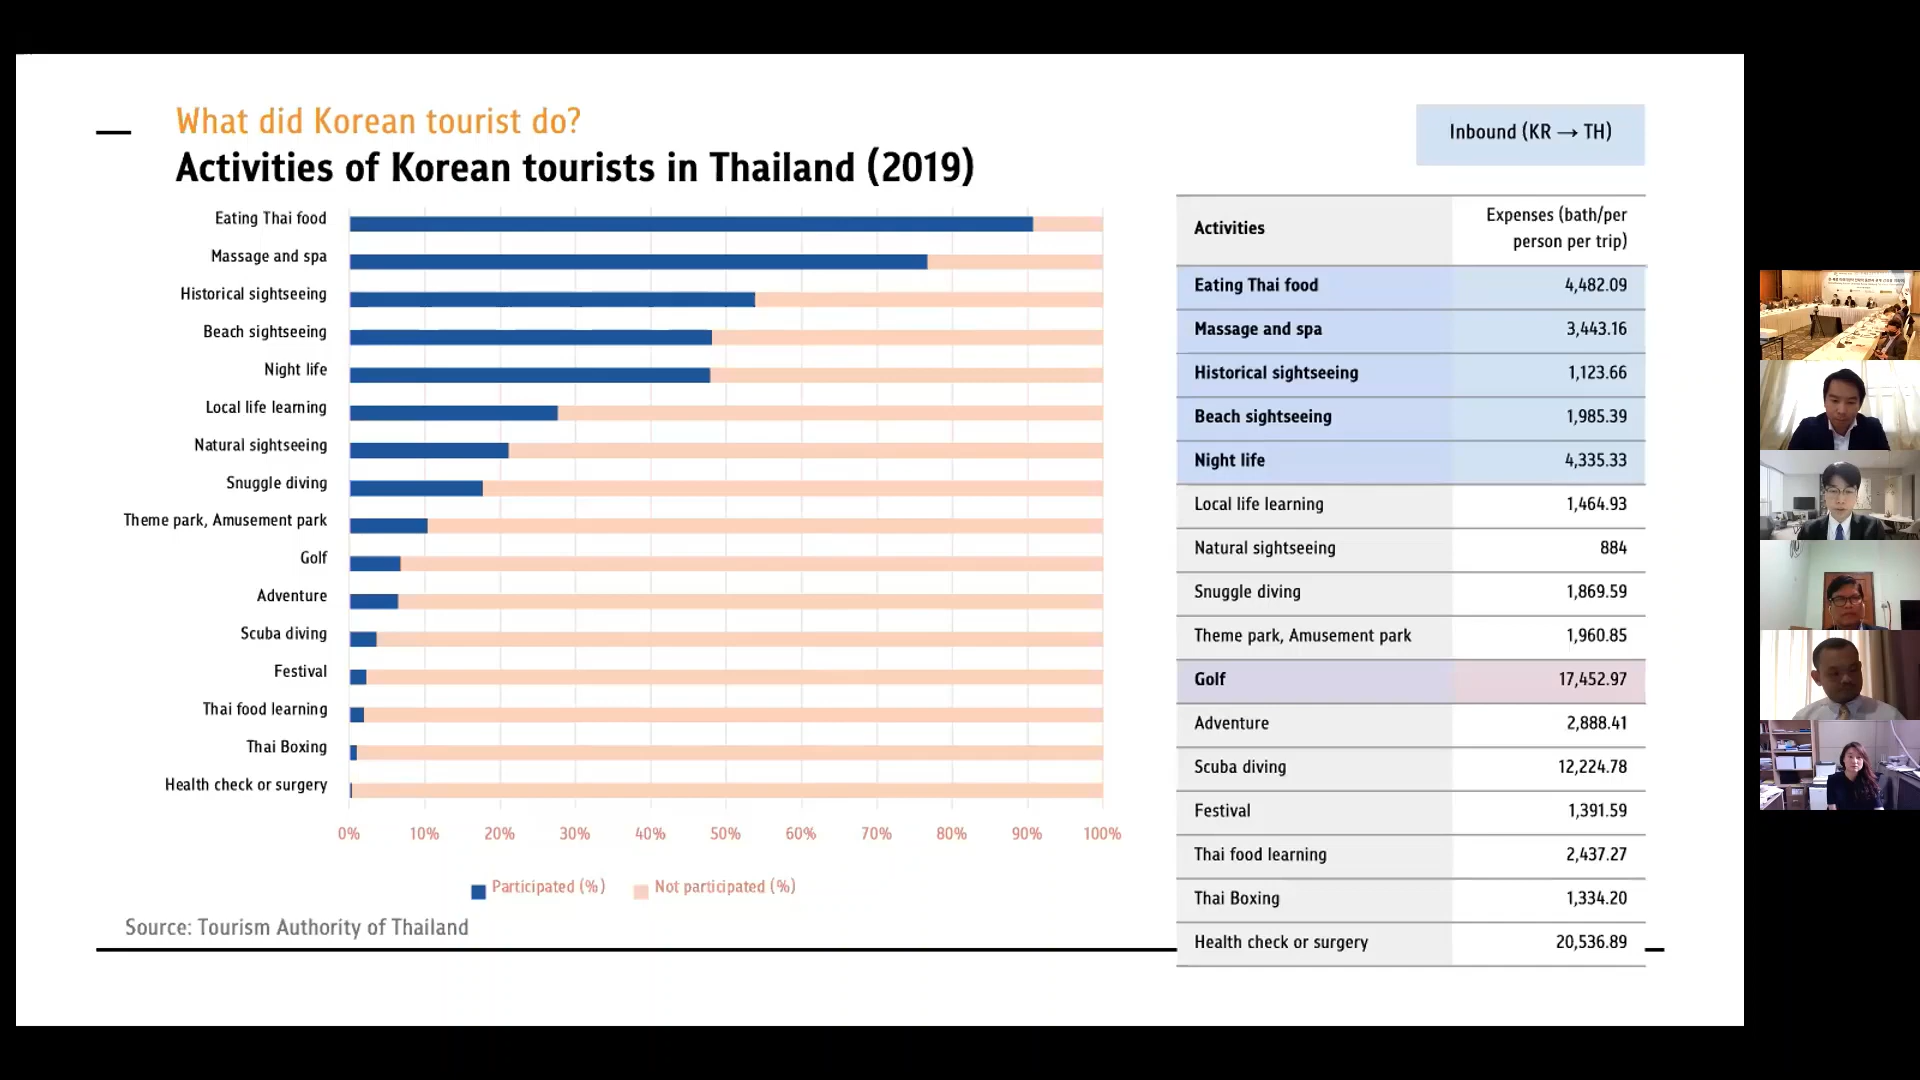 What did Korean tourist do?
Activities of Korean tourists in Thailand (2019)
Inbound (KR → TH)
Eating Thai food
Massage and spa
Historical sightseeing
Beach sightseeing
Night life
Local life learning
Natural sightseeing
Snuggle diving
Theme park, Amusement park
Golf
Adventure
Scuba diving
Festival
Thai food learning
Thai Boxing
Health check or surgery
0% 10% 20% 30% 40% 50% 60% 70% 80% 90% 100%
Participated (%) Not participated (%)
Source: Tourism Authority of Thailand
Activities Expenses (bath/per
person per trip)
Eating Thai food 4,482.09
Massage and spa 3,443.16
Historical sightseeing 1,123.66
Beach sightseeing 1,985.39
Night life 4,335.33
Local life learning 1,464.93
Natural sightseeing 884
Snuggle diving 1,869.59
Theme park, Amusement park 1,960.85
Golf 17,452.97
Adventure 2,888.41
Scuba diving 12,224.78
Festival 1,391.59
Thai food learning 2,437.27
Thai Boxing 1,334.20
Health check or surgery 20,536.89